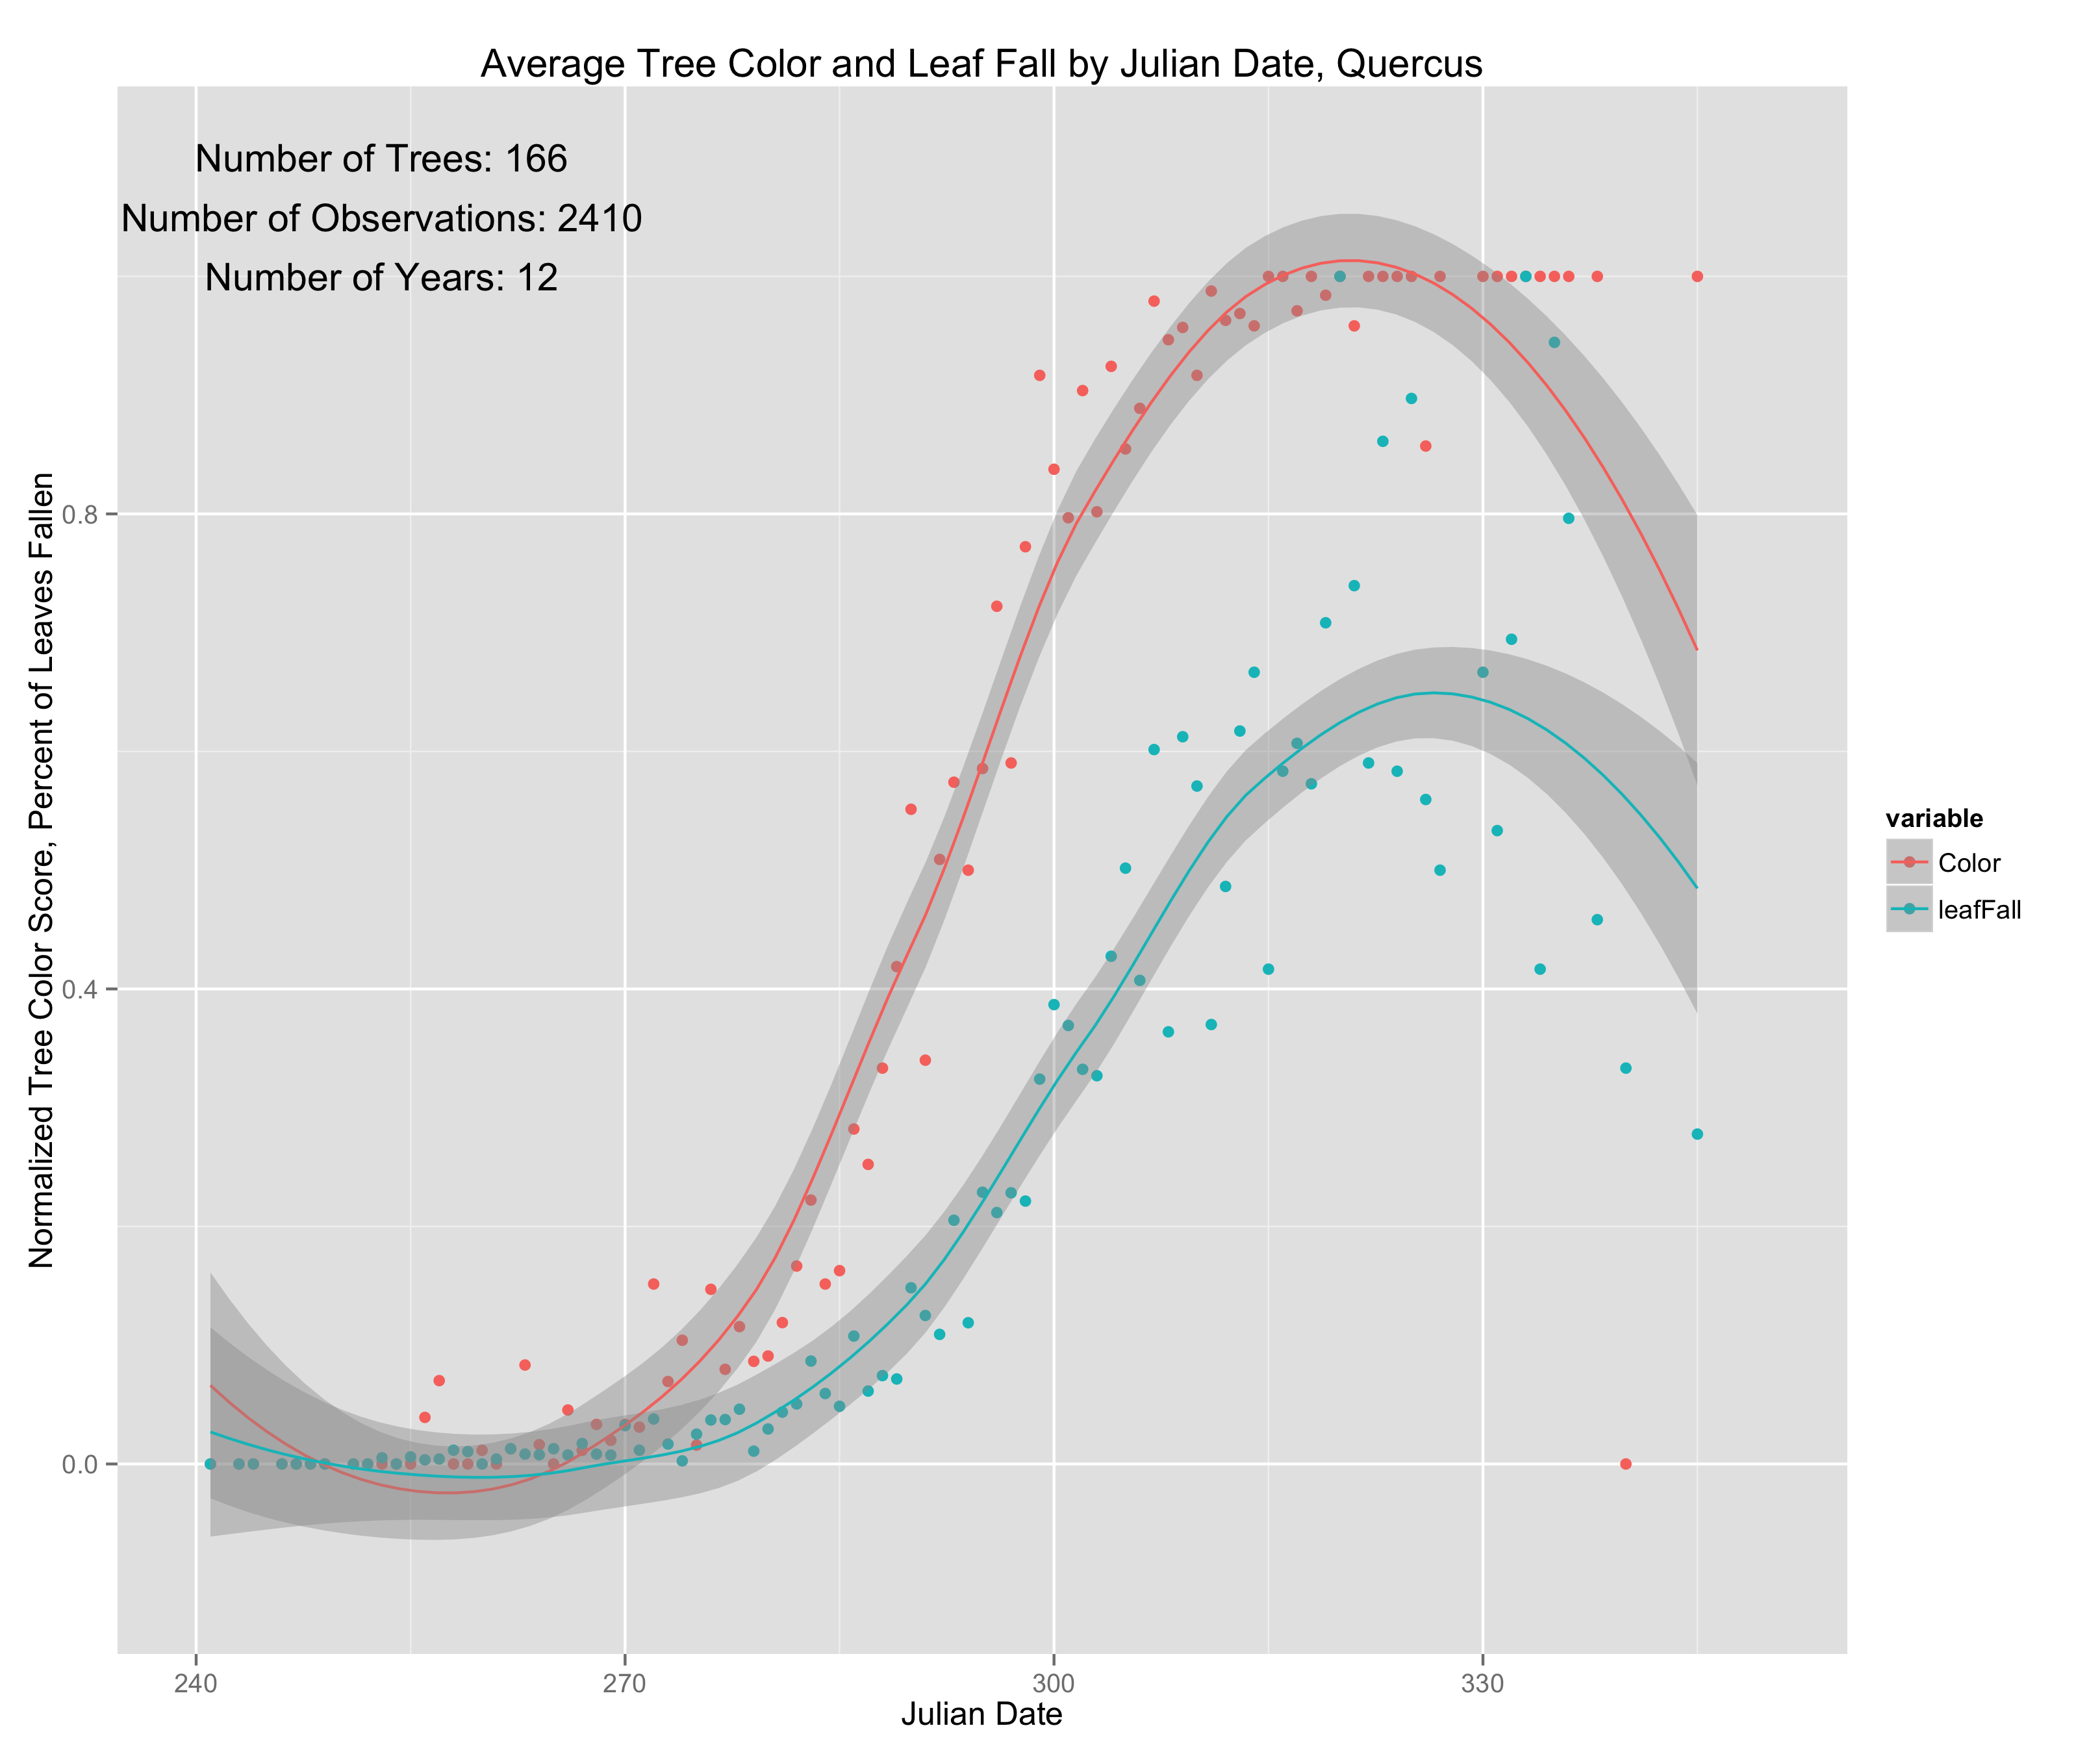 Average Tree Color and Leaf Fall by Julian Date, Quercus
Number of Trees: 166
Number of Observations: 2410
Number of Years: 12
Normalized Tree Color Score, Percent of Leaves Fallen
0.8
0.4
0.0
240
270
300
330
Julian Date
variable
Color
leafFall